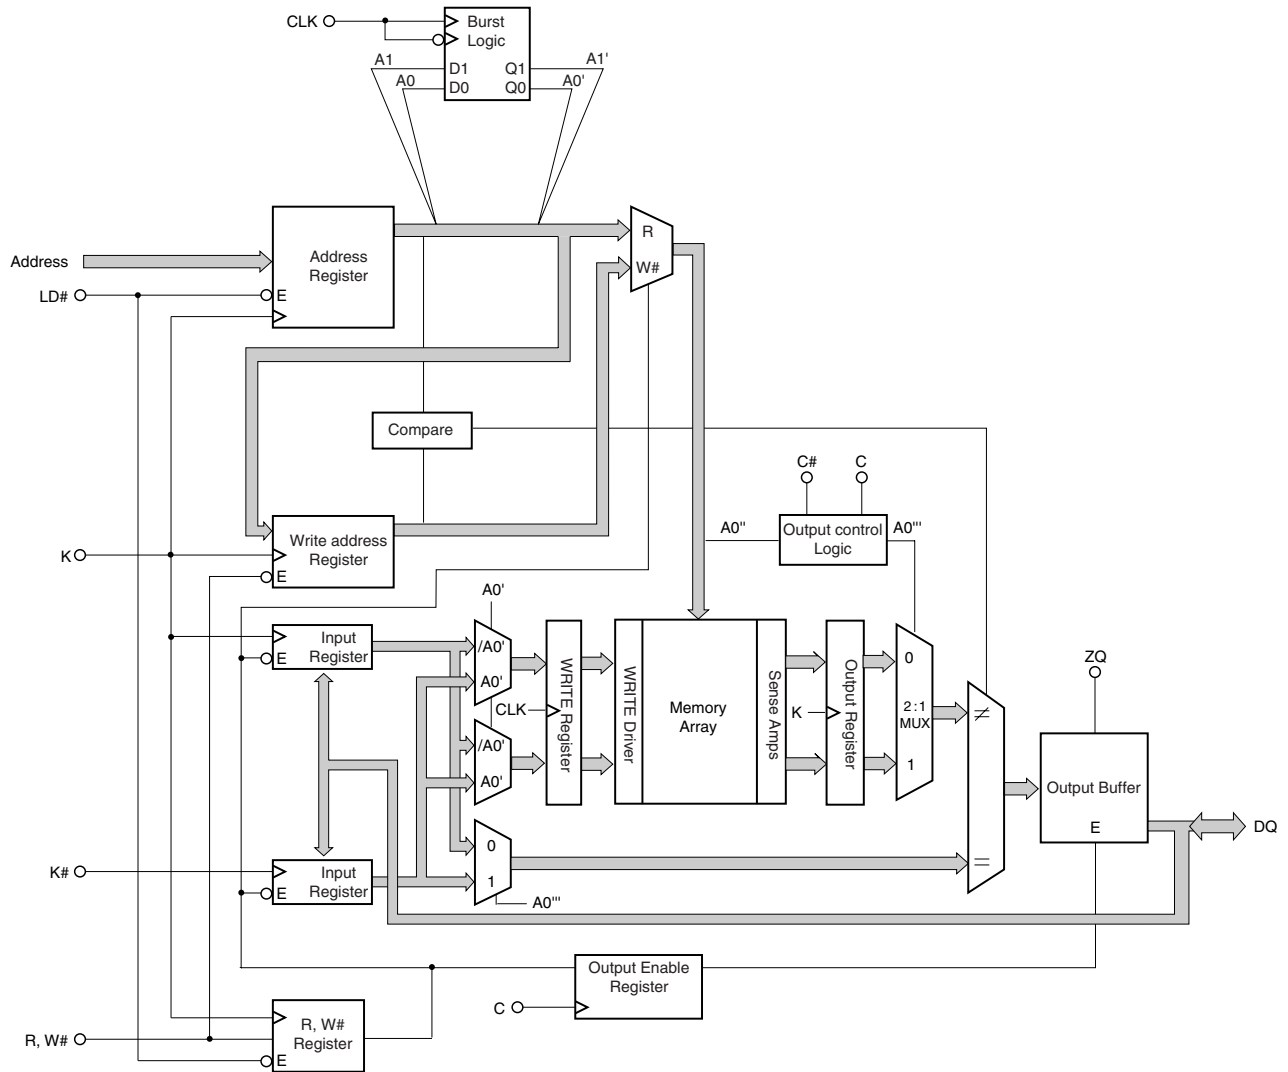 CLK
Burst
Logic
A1
A0
D1
D0
Q1
Q0
A1'
A0'
Address
Address
Register
LD#
E
R
W#
Compare
C#
C
K
Write address
Register
E
A0''
Output control
Logic
A0'''
A0'
Input
Register
E
/A0'
A0'
CLK
/A0'
A0'
WRITE Register
WRITE Driver
Memory
Array
Sense Amps
K
Output Register
0
2:1
MUX
1
≠
=
ZQ
Output Buffer
E
DQ
K#
Input
Register
E
0
1
A0'''
Output Enable
Register
C
R, W#
R, W#
Register
E